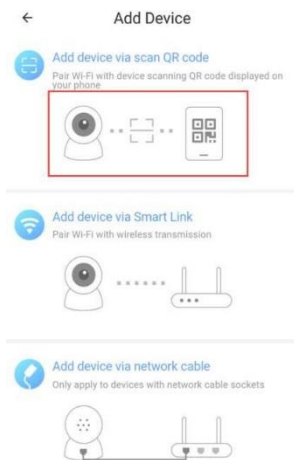 Add Device
Add device via scan QR code
Pair Wi-Fi with device scanning QR code displayed on
your phone
Add device via Smart Link
Pair Wi-Fi with wireless transmission
Add device via network cable
Only apply to devices with network cable sockets